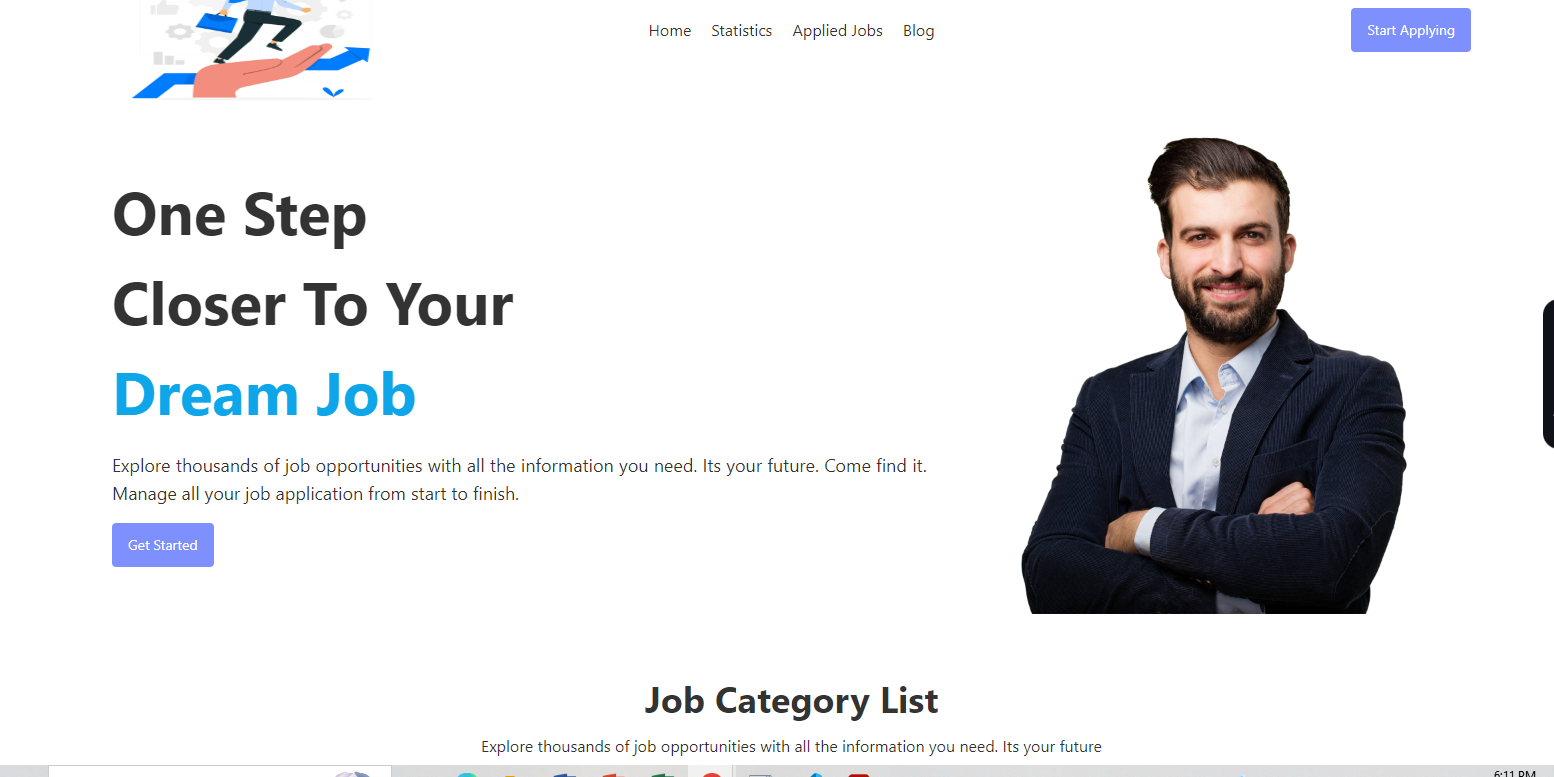 Home Statistics Applied Jobs Blog
Start Applying
One Step
Closer To Your
Dream Job
Explore thousands of job opportunities with all the information you need. Its your future. Come find it.
Manage all your job application from start to finish.
Get Started
Job Category List
Explore thousands of job opportunities with all the information you need. Its your future
6:11 PM